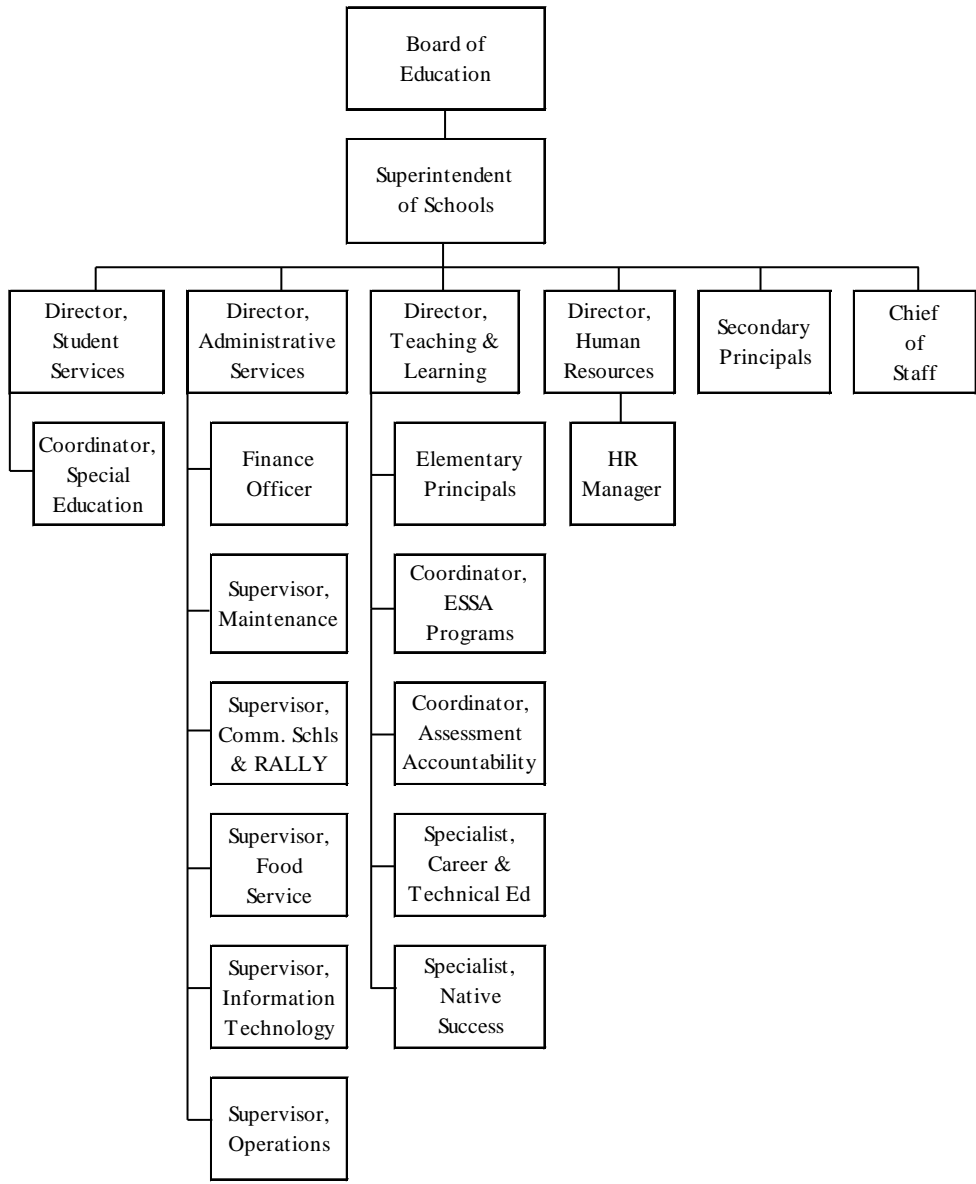 Board of
Education
Superintendent
of Schools
Director,
Student
Services
Director,
Administrative
Services
Director,
Teaching &
Learning
Director,
Human
Resources
Secondary
Principals
Chief
of
Staff
Coordinator,
Special
Education
Finance
Officer
Elementary
Principals
HR
Manager
Supervisor,
Maintenance
Coordinator,
ESSA
Programs
Supervisor,
Comm. Schls
& RALLY
Coordinator,
Assessment
Accountability
Supervisor,
Food
Service
Specialist,
Career &
Technical Ed
Supervisor,
Information
Technology
Specialist,
Native
Success
Supervisor,
Operations